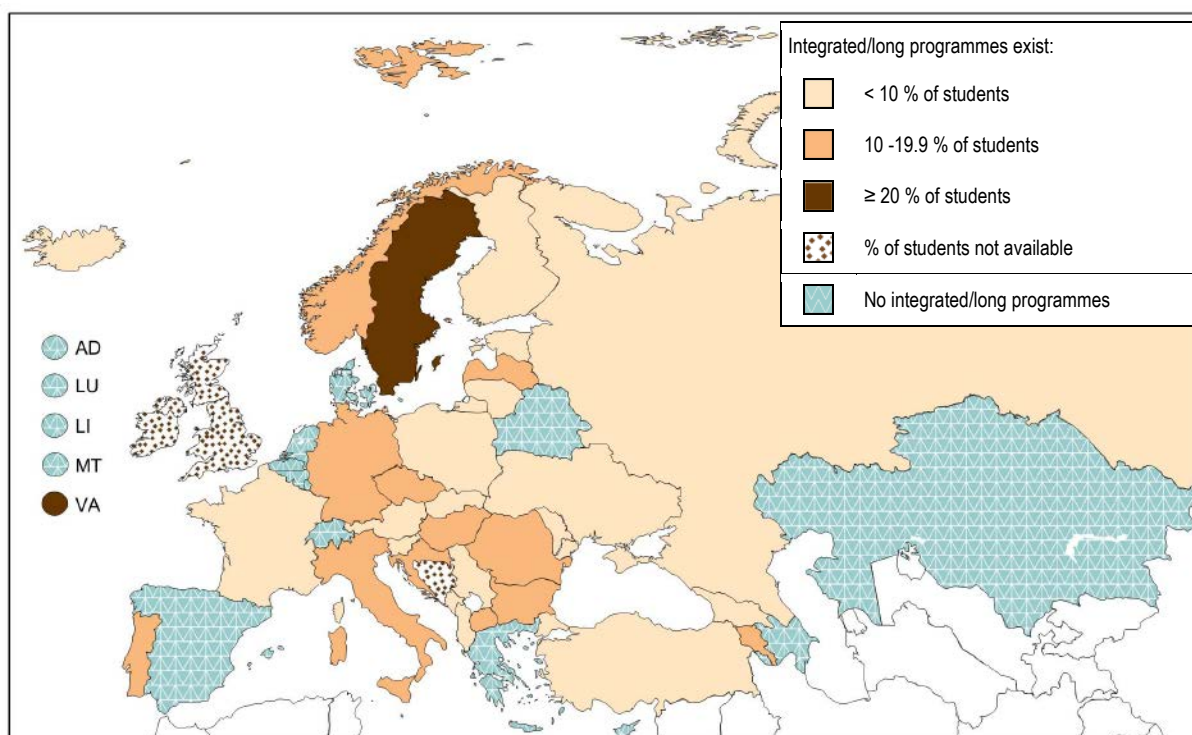 Integrated/long programmes exist:
< 10 % of students
10 -19.9 % of students
≥ 20 % of students
% of students not available
No integrated/long programmes
AD
LU
LI
MT
VA